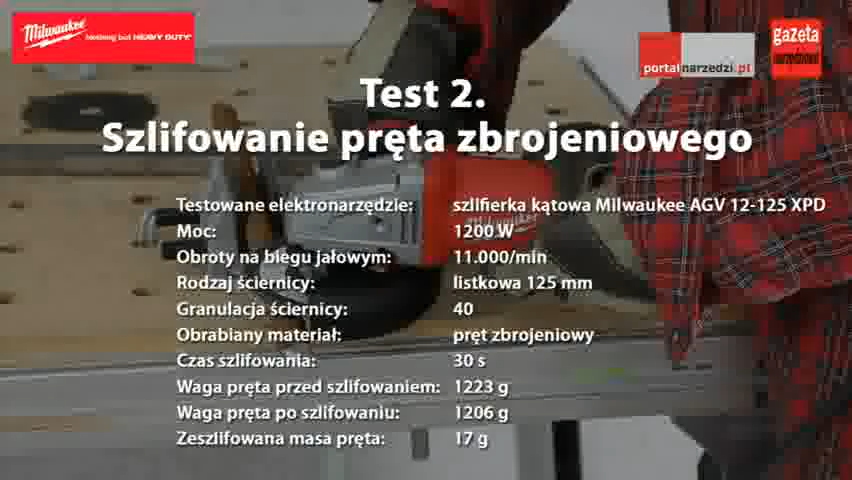 Milwaukee
Nothing but HEAVY DUTY.
portalnarzedzi.pl
gazeta
narzędziowa
Test 2.
Szlifowanie pręta zbrojeniowego
Testowane elektronarzędzie: szlifierka kątowa Milwaukee AGV 12-125 XPD
Moc: 1200 W
Obroty na biegu jałowym: 11.000/min
Rodzaj ściernicy: listkowa 125 mm
Granulacja ściernicy: 40
Obrabiany materiał: pręt zbrojeniowy
Czas szlifowania: 30 s
Waga pręta przed szlifowaniem: 1223 g
Waga pręta po szlifowaniu: 1206 g
Zeszlifowana masa pręta: 17 g